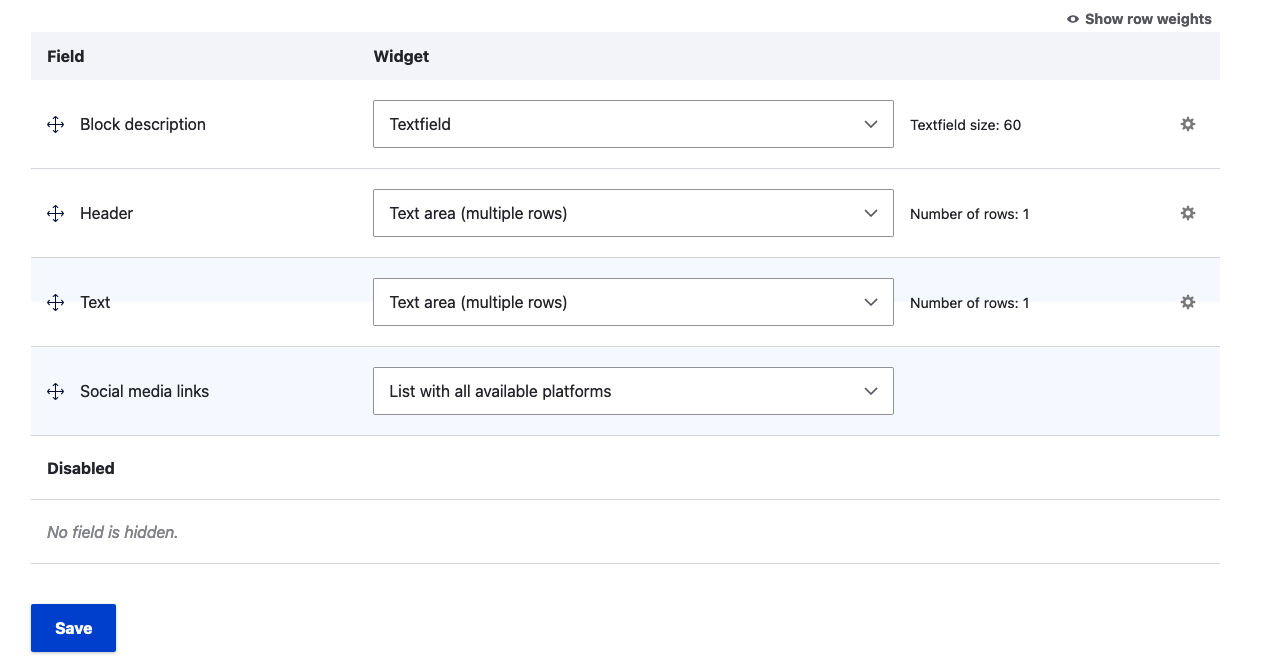 Show row weights
Field Widget
Block description Textfield Textfield size: 60
Header Text area (multiple rows) Number of rows: 1
Text Text area (multiple rows) Number of rows: 1
Social media links List with all available platforms
Disabled
No field is hidden.
Save